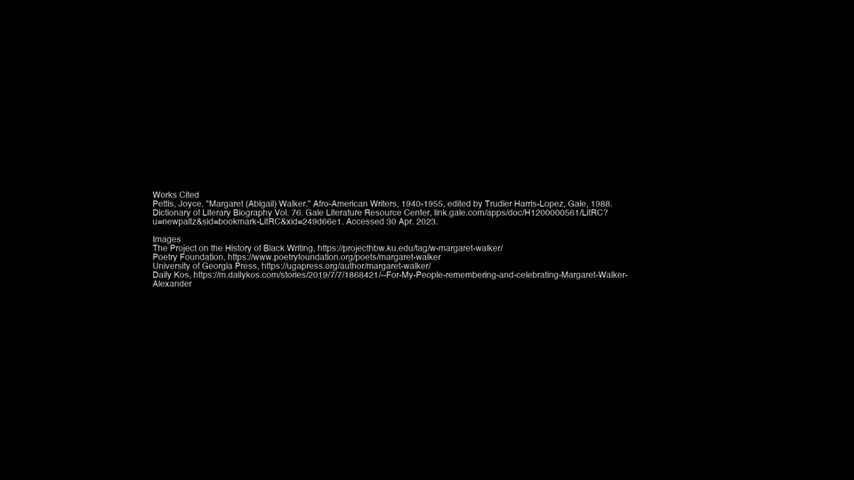 Works Cited
Pettis, Joyce. "Margaret (Abigail) Walker." Afro-American Writers, 1940-1955, edited by Trudier Harris-Lopez, Gale, 1988.
Dictionary of Literary Biography Vol. 76. Gale Literature Resource Center, link.gale.com/apps/doc/H1200000561/LitRC?
u=newpaltz&sid=bookmark-LitRC&xid=249d66e1. Accessed 30 Apr. 2023.
Images
The Project on the History of Black Writing, https://projecthbw.ku.edu/tag/w-margaret-walker/
Poetry Foundation, https://www.poetryfoundation.org/poets/margaret-walker
University of Georgia Press, https://ugapress.org/author/margaret-walker/
Daily Kos, https://m.dailykos.com/stories/2019/7/7/1868421/--For-My-People-remembering-and-celebrating-Margaret-Walker-
Alexander